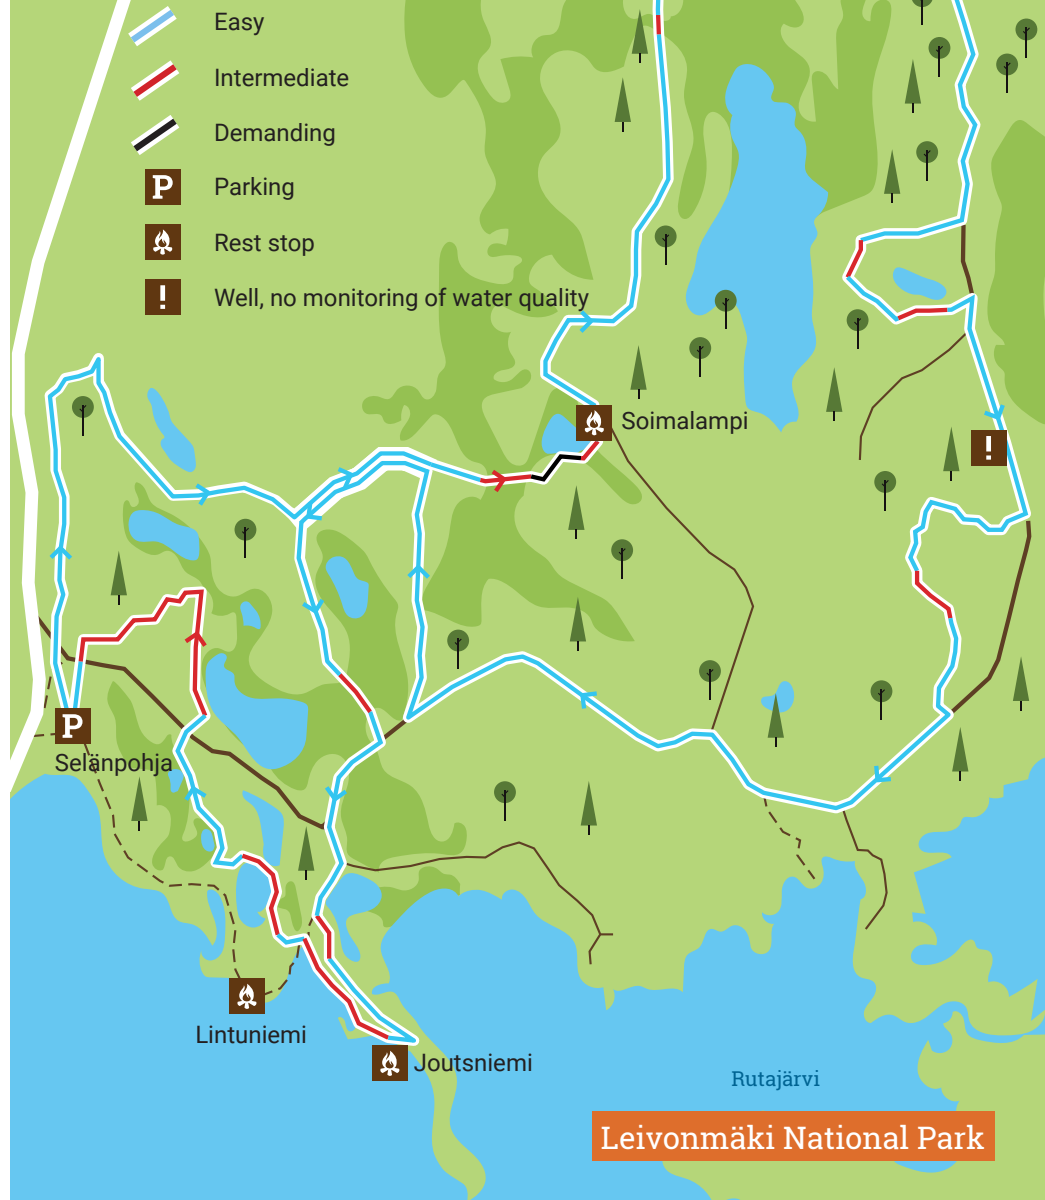 Easy
Intermediate
Demanding
P
Parking
Rest stop
!
Well, no monitoring of water quality
Soimalampi
!
P
Selänpohja
Lintuniemi
Joutsniemi
Rutajärvi
Leivonmäki National Park